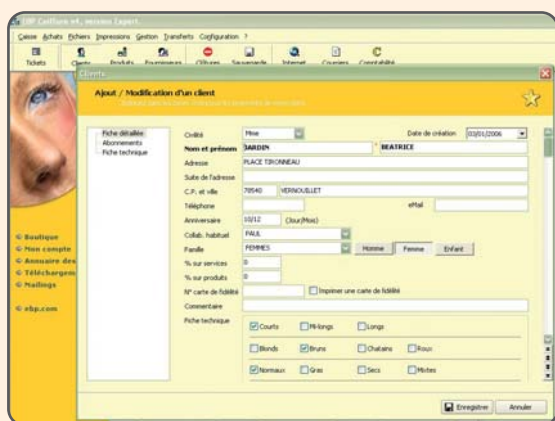 EBP Coiffure v4, version Expert.
Caisse Achats Fichiers Impressions Gestion Transferts Configuration ?
Tickets Clients Produits Fournisseurs Clôtures Sauvegarde Internet Courriers Comptabilité
Clients
Ajout / Modification d'un client
Fiche détaillée
Abonnements
Fiche technique
Civilité Mme Date de création 03/01/2006
Nom et prénom JARDIN * BEATRICE
Adresse PLACE TIRONNEAU
Suite de l'adresse
C.P. et ville 78540 VERNOUILLET
Téléphone eMail
Anniversaire 10/12 (Jour/Mois)
Collab. habituel PAUL
Famille FEMMES Homme Femme Enfant
% sur services 0
% sur produits 0
N° carte de fidélité Imprimer une carte de fidélité
Commentaire
Fiche technique Courts Mi-longs Longs
Blonds Bruns Chatains Roux
Normaux Gras Secs Mixtes
Boutique
Mon compte
Annuaire des
Téléchargem
Mailings
ebp.com
Enregistrer Annuler